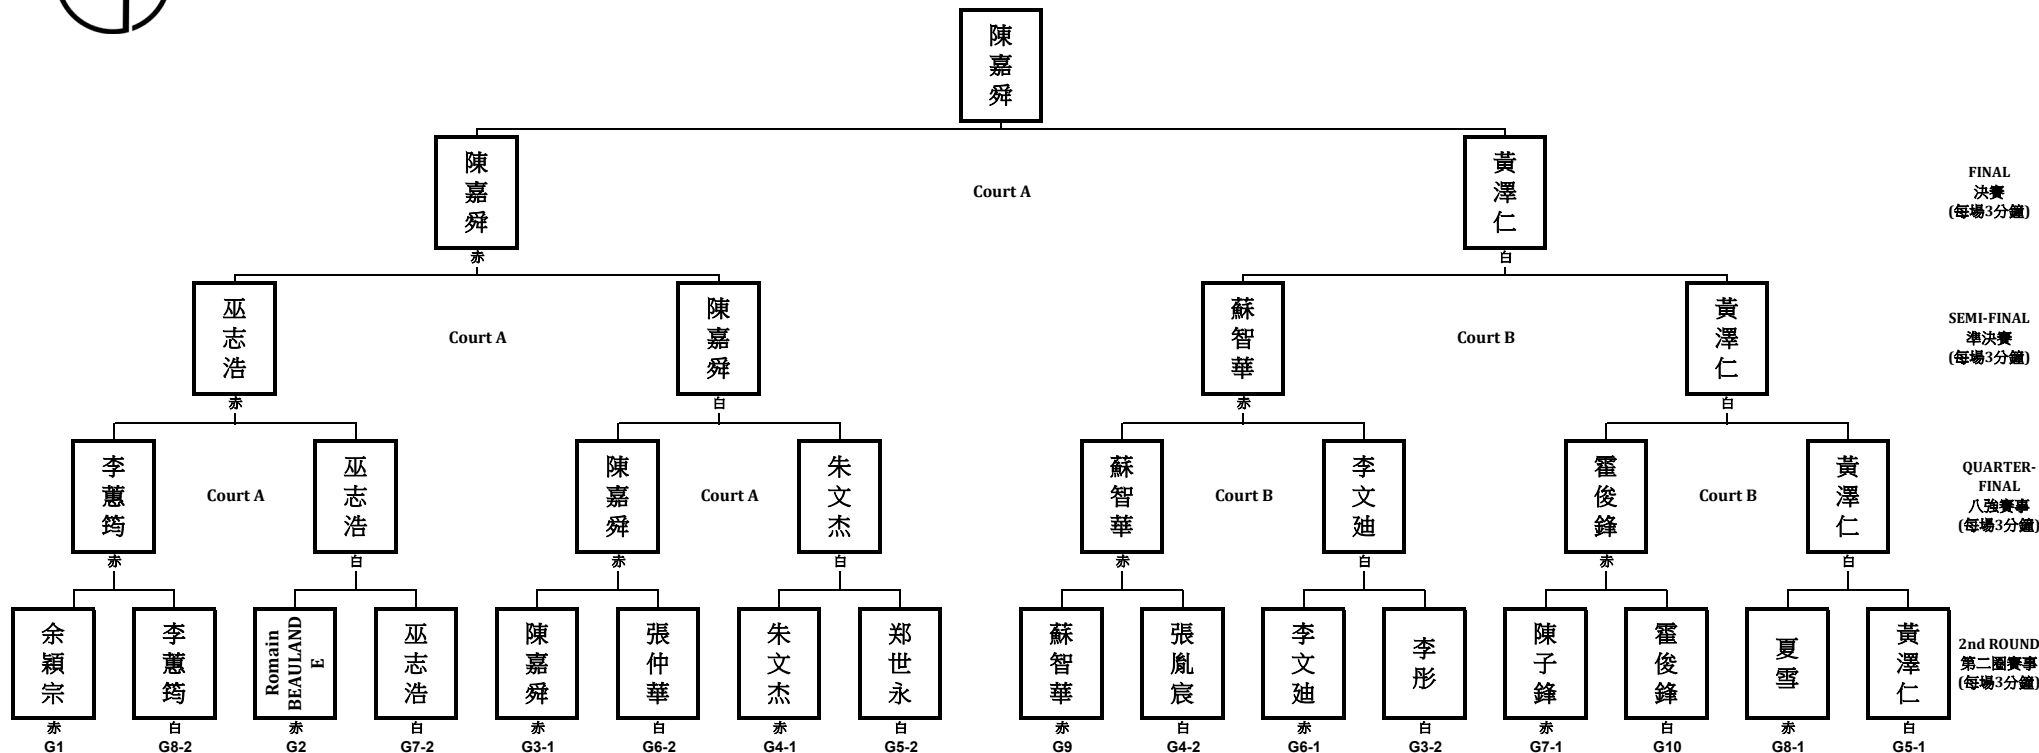 陳嘉舜
陳嘉舜
Court A
黃澤仁
FINAL
決賽
(每場3分鐘)
赤
白
巫志浩
Court A
陳嘉舜
蘇智華
Court B
黃澤仁
SEMI-FINAL
準決賽
(每場3分鐘)
赤
白
赤
白
李蕙筠
Court A
巫志浩
陳嘉舜
Court A
朱文杰
蘇智華
Court B
李文廸
霍俊鋒
Court B
黃澤仁
QUARTER-
FINAL
八強賽事
(每場3分鐘)
赤
白
赤
白
赤
白
赤
白
余穎宗
李蕙筠
Romain
BEAULAND
E
巫志浩
陳嘉舜
張仲華
朱文杰
郑世永
蘇智華
張胤宸
李文廸
李彤
陳子鋒
霍俊鋒
夏雪
黃澤仁
2nd ROUND
第二圈賽事
(每場3分鐘)
赤
白
赤
白
赤
白
赤
白
赤
白
赤
白
赤
白
赤
白
G1
G8-2
G2
G7-2
G3-1
G6-2
G4-1
G5-2
G9
G4-2
G6-1
G3-2
G7-1
G10
G8-1
G5-1